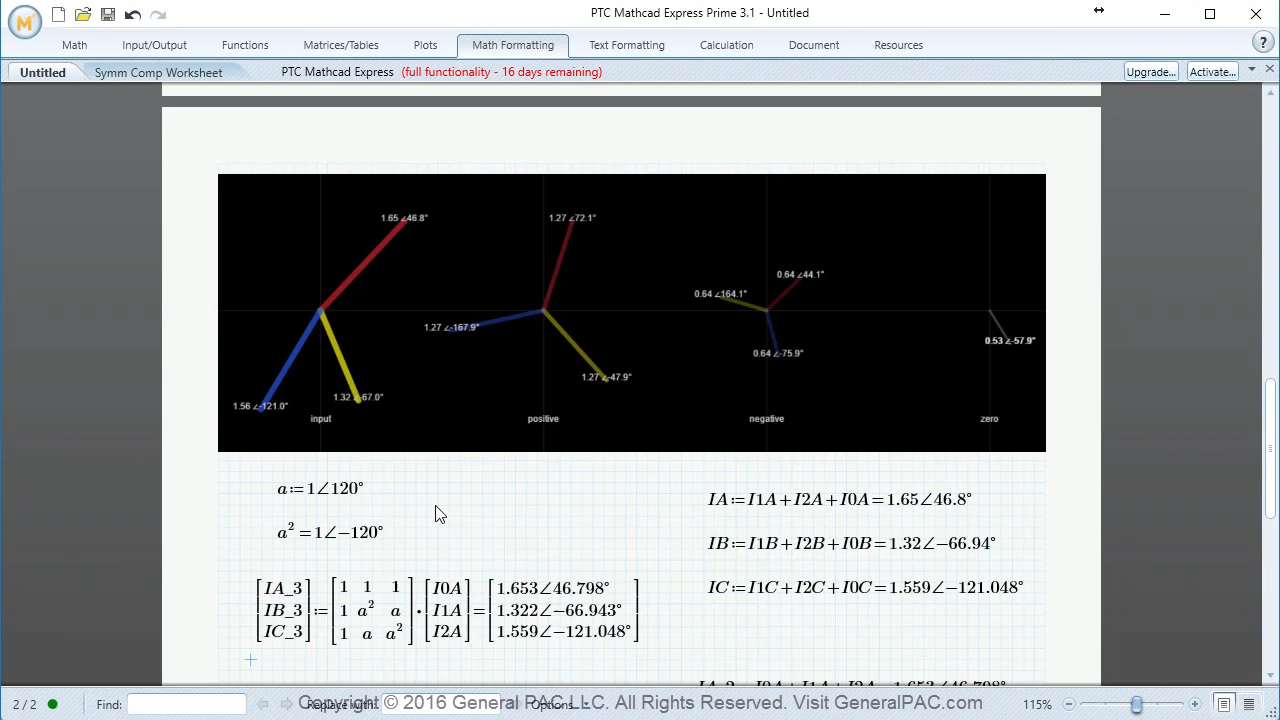 PTC Mathcad Express Prime 3.1 - Untitled
Math Input/Output Functions Matrices/Tables Plots Math Formatting Text Formatting Calculation Document Resources
Untitled Symm Comp Worksheet PTC Mathcad Express (full functionality - 16 days remaining) Upgrade... Activate...
1.65 ∠46.8° 1.27 ∠72.1°
0.64 ∠44.1°
0.64 ∠164.1°
1.27 ∠-167.9° 0.53 ∠-57.9°
0.64 ∠-75.9°
1.27 ∠-47.9°
1.32 ∠-67.0°
1.56 ∠-121.0°
input positive negative zero
a:=1∠120°
IA:=I1A+I2A+I0A=1.65∠46.8°
a²=1∠−120°
IB:=I1B+I2B+I0B=1.32∠−66.94°
IC:=I1C+I2C+I0C=1.559∠−121.048°
[IA_3] [1 1 1] [I0A] [1.653∠46.798°]
[IB_3]:=[1 a² a]·[I1A]=[1.322∠−66.943°]
[IC_3] [1 a a²] [I2A] [1.559∠−121.048°]
2 / 2 Find: Replace with: Options 115%
Copyright © 2016 General PAC LLC. All Rights Reserved. Visit GeneralPAC.com